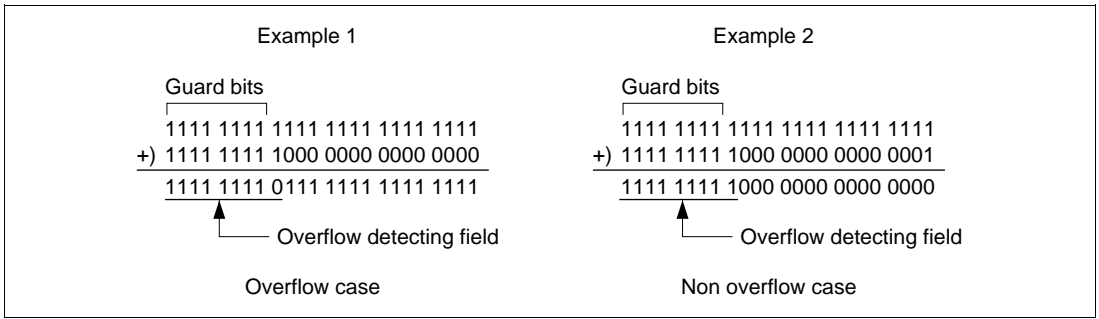 Example 1
Guard bits
1111 1111 1111 1111 1111 1111
+) 1111 1111 1000 0000 0000 0000
1111 1111 0111 1111 1111 1111
Overflow detecting field
Overflow case
Example 2
Guard bits
1111 1111 1111 1111 1111 1111
+) 1111 1111 1000 0000 0000 0001
1111 1111 1000 0000 0000 0000
Overflow detecting field
Non overflow case